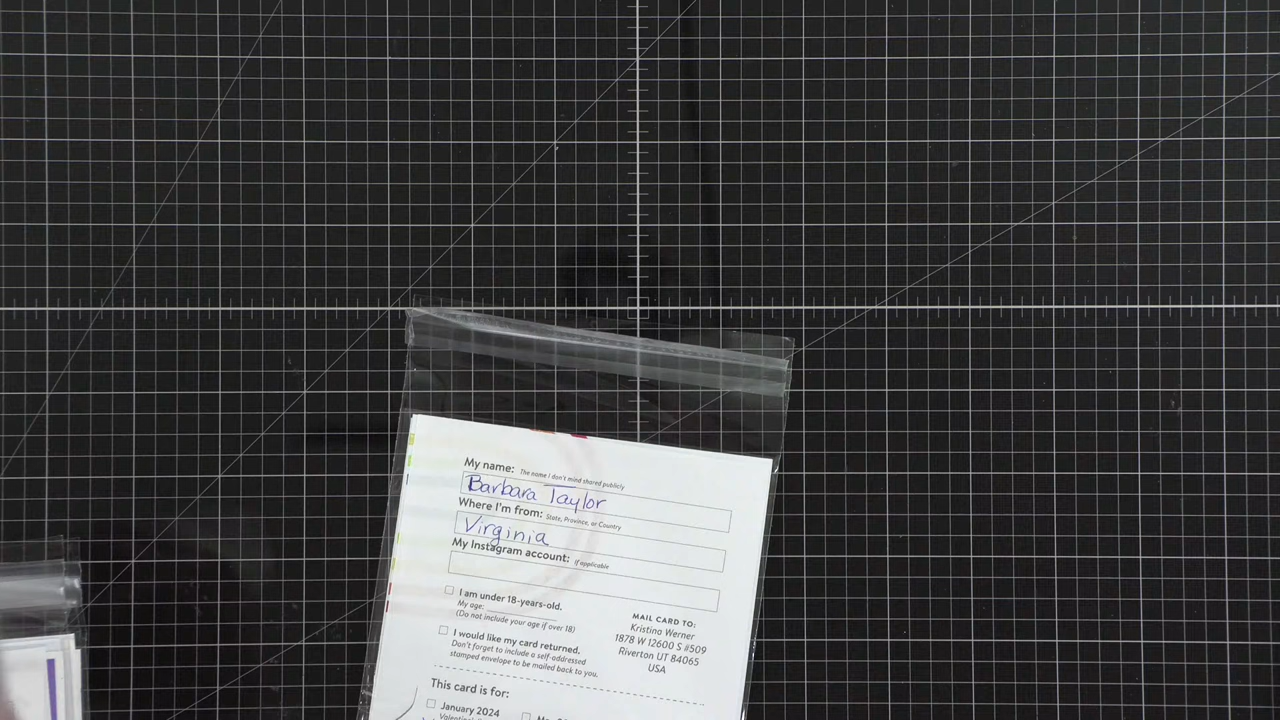 My name: The name I don't mind shared publicly
Barbara Taylor
Where I'm from: State, Province, or Country
Virginia
My Instagram account: If applicable
I am under 18-years-old.
My age:
(Do not include your age if over 18)
I would like my card returned.
Don't forget to include a self-addressed
stamped envelope to be mailed back to you.
MAIL CARD TO:
Kristina Werner
1878 W 12600 S #509
Riverton UT 84065
USA
This card is for:
January 2024